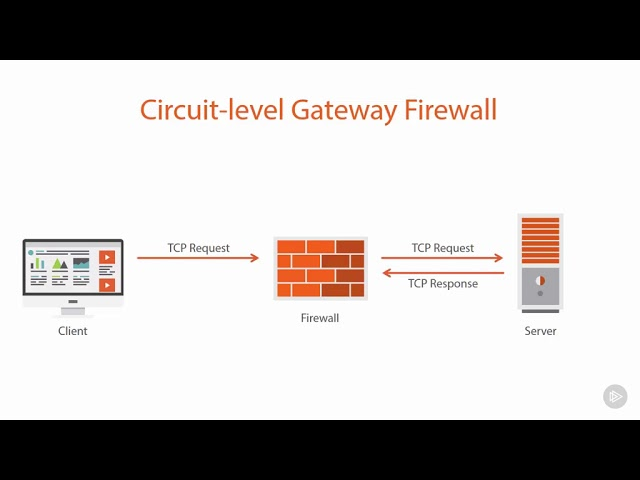 Circuit-level Gateway Firewall
TCP Request
TCP Request
TCP Response
Client
Firewall
Server